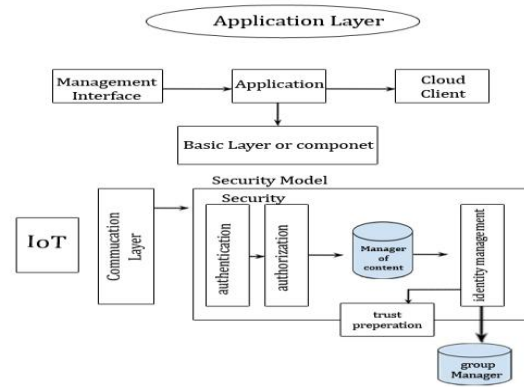 Application Layer
Management
Interface
Application
Cloud
Client
Basic Layer or componet
Security Model
Security
IoT
Commucation
Layer
authentication
authorization
Manager
of
content
identity management
trust
preperation
group
Manager